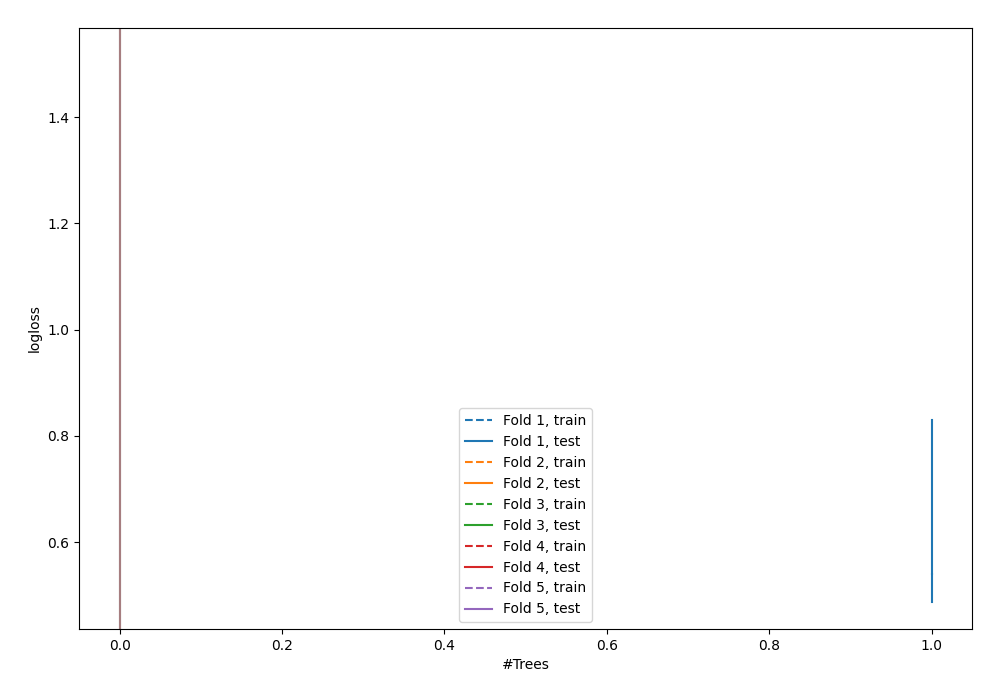 1.4
1.2
1.0
0.8
0.6
logloss
Fold 1, train
Fold 1, test
Fold 2, train
Fold 2, test
Fold 3, train
Fold 3, test
Fold 4, train
Fold 4, test
Fold 5, train
Fold 5, test
0.0 0.2 0.4 0.6 0.8 1.0
#Trees